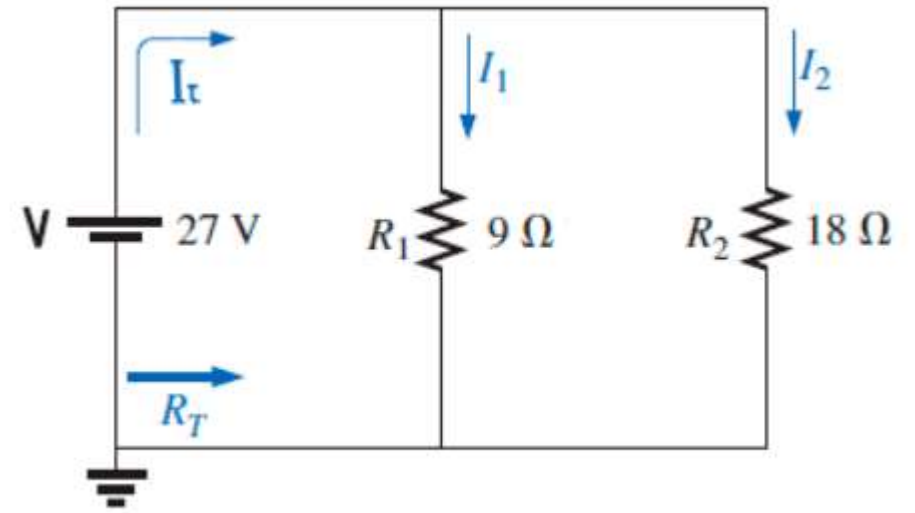 It
I1
I2
V 27 V
R1 9 Ω
R2 18 Ω
RT